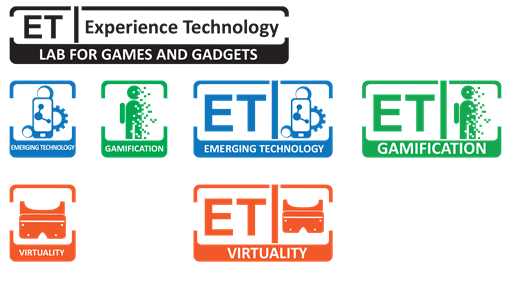 ET Experience Technology
LAB FOR GAMES AND GADGETS
EMERGING TECHNOLOGY
GAMIFICATION
ET
EMERGING TECHNOLOGY
ET
GAMIFICATION
VIRTUALITY
ET
VIRTUALITY